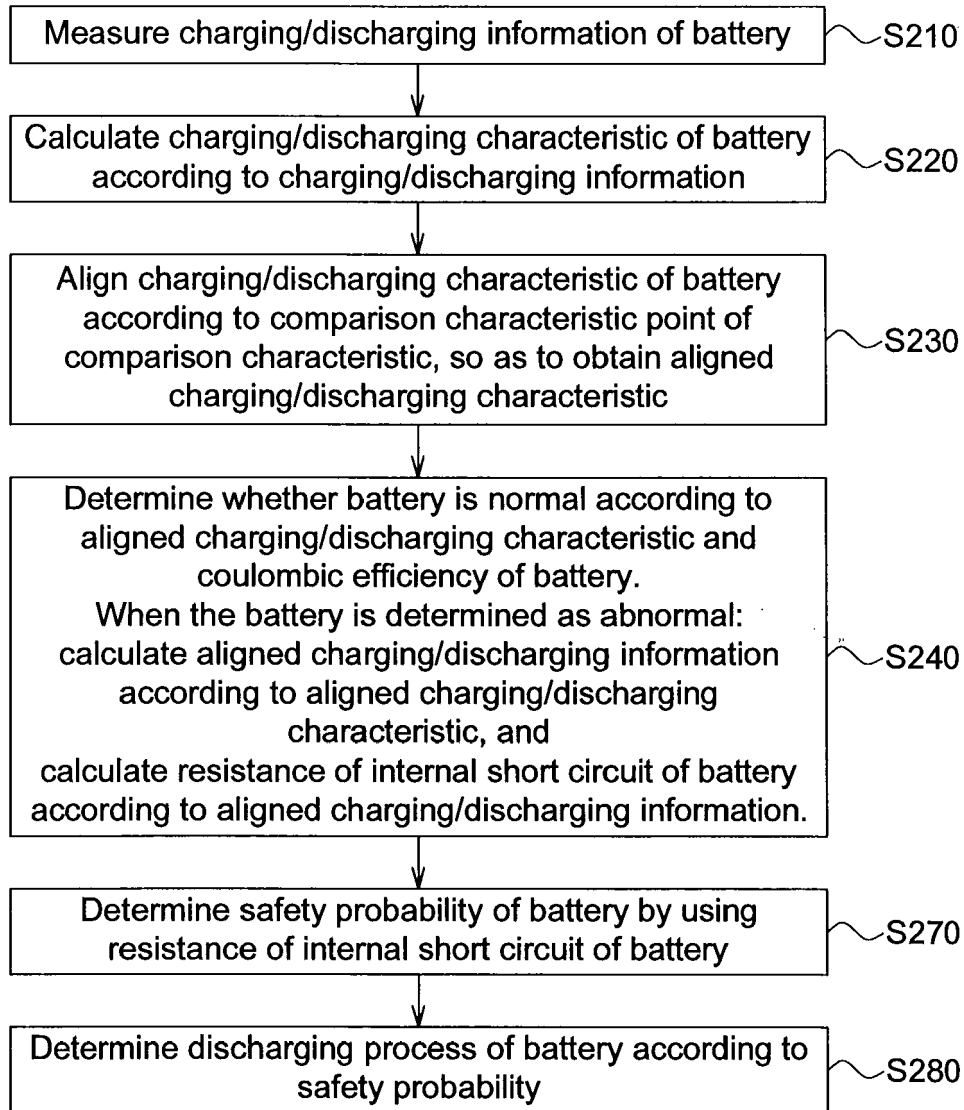 Measure charging/discharging information of battery
S210
Calculate charging/discharging characteristic of battery
according to charging/discharging information
S220
Align charging/discharging characteristic of battery
according to comparison characteristic point of
comparison characteristic, so as to obtain aligned
charging/discharging characteristic
S230
Determine whether battery is normal according to
aligned charging/discharging characteristic and
coulombic efficiency of battery.
When the battery is determined as abnormal:
calculate aligned charging/discharging information
according to aligned charging/discharging
characteristic, and
calculate resistance of internal short circuit of battery
according to aligned charging/discharging information.
S240
Determine safety probability of battery by using
resistance of internal short circuit of battery
S270
Determine discharging process of battery according to
safety probability
S280